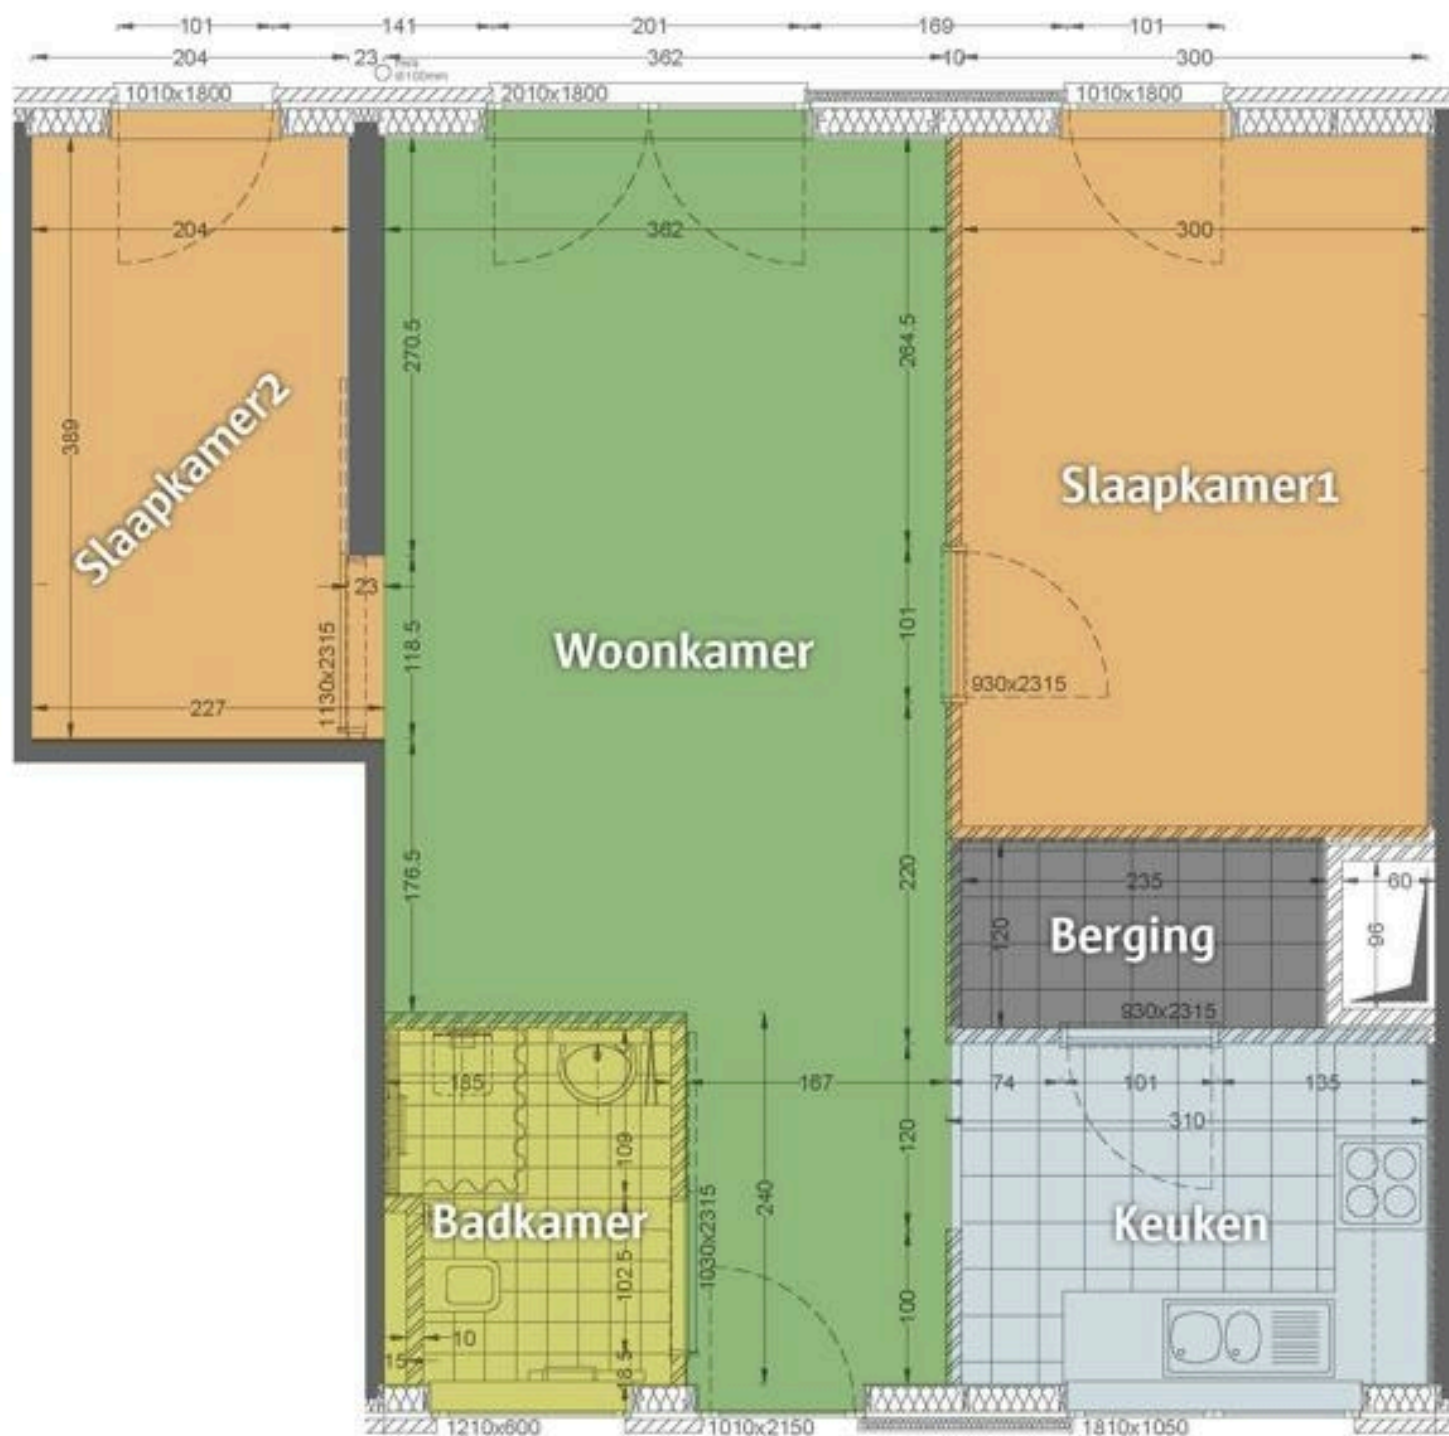 101 141 201 169 101
204 23 362 10 300
Ø100mm
1010x1800 2010x1800 1010x1800
204 362 300
270.5 264.5
389
Slaapkamer2
Slaapkamer1
23
118.5 101
Woonkamer
1130x2315
930x2315
227
176.5 220
235 60
120 Berging 96
930x2315
185 167 74 101 135
310
109 120
240
Badkamer Keuken
1030x2315
102.5 100
10
15 18.5
1210x600 1010x2150 1810x1050